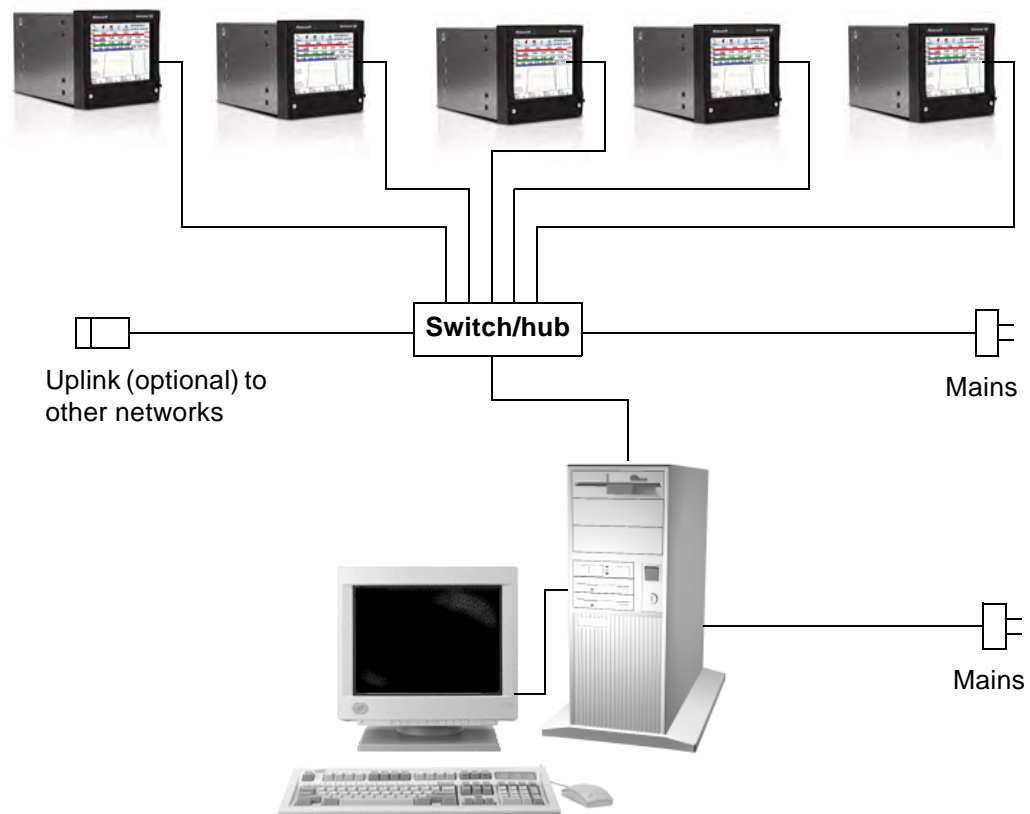 Switch/hub
Uplink (optional) to
other networks
Mains
Mains